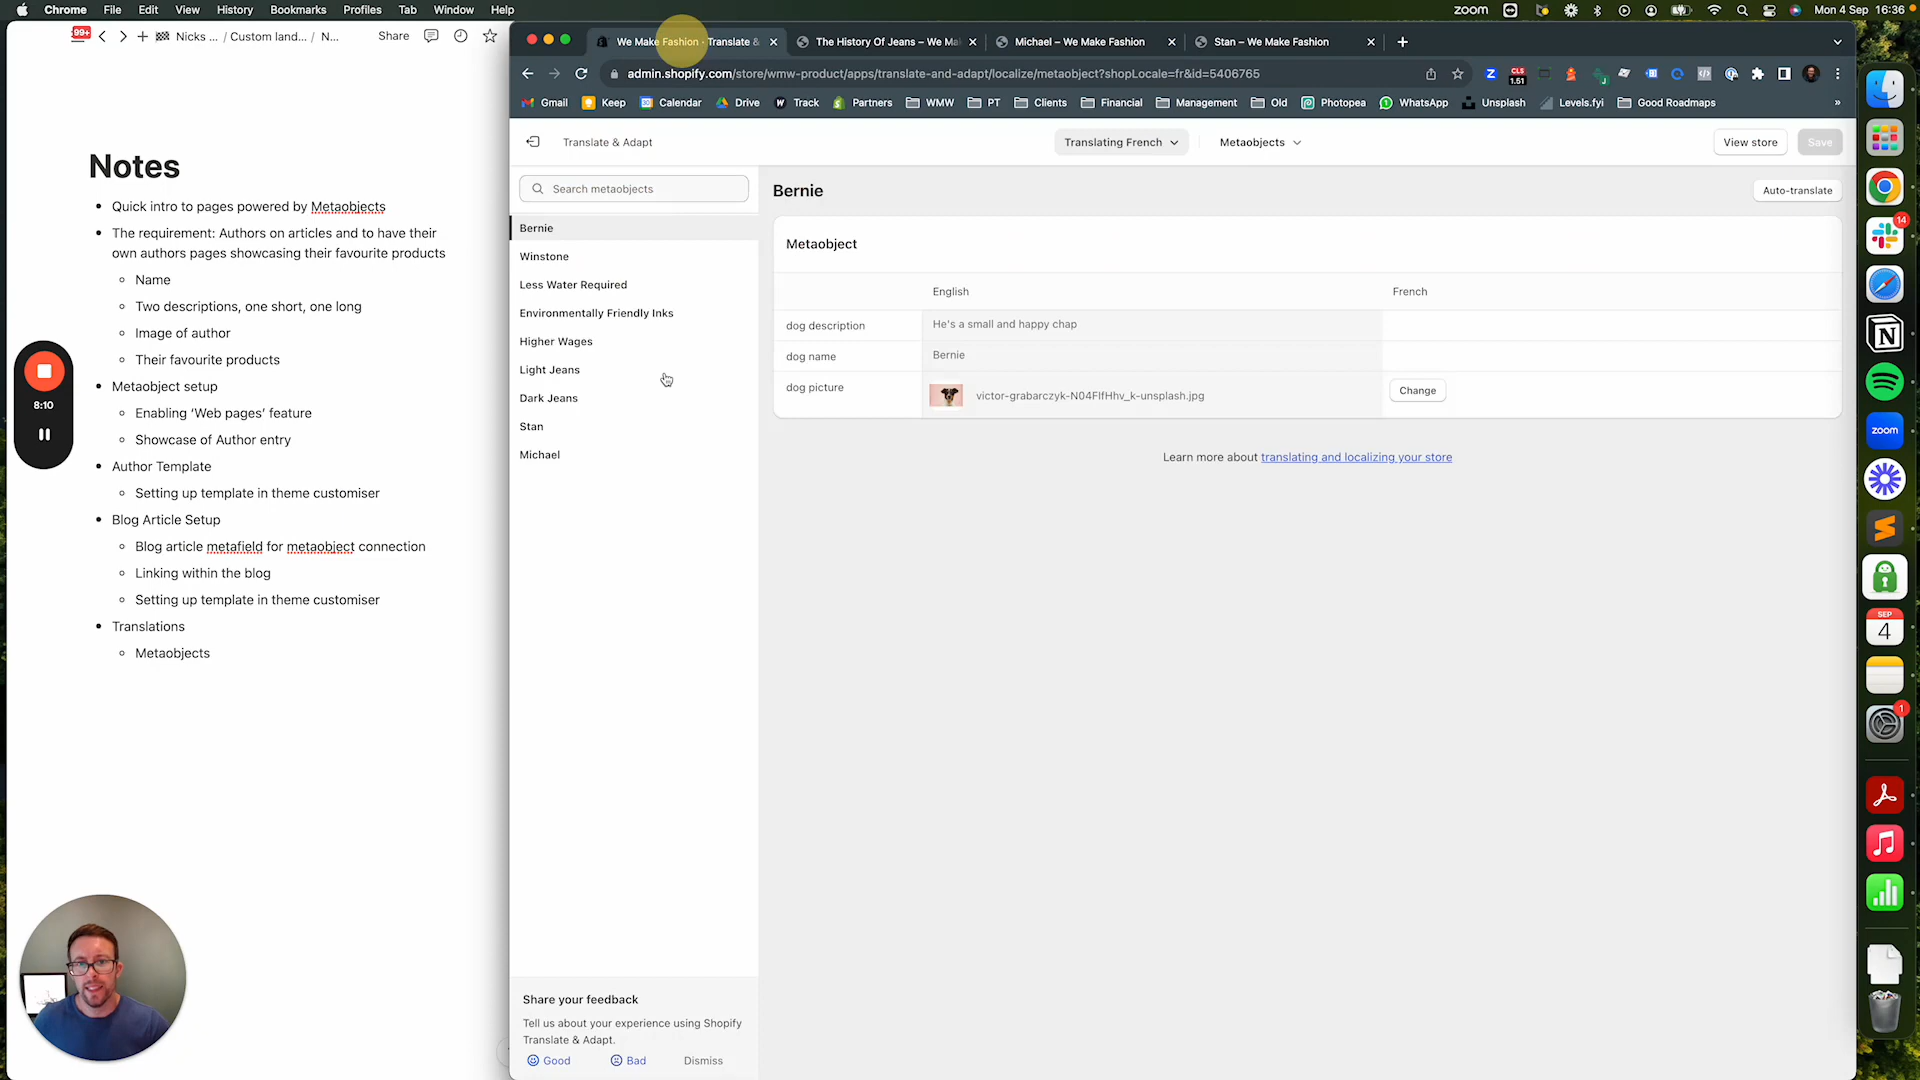 Chrome File Edit View History Bookmarks Profiles Tab Window Help
zoom Mon 4 Sep 16:36
99+ Nicks ... / Custom land... / N... Share
Notes
• Quick intro to pages powered by Metaobjects
• The requirement: Authors on articles and to have their
own authors pages showcasing their favourite products
Name
Two descriptions, one short, one long
Image of author
Their favourite products
• Metaobject setup
Enabling ‘Web pages’ feature
Showcase of Author entry
• Author Template
Setting up template in theme customiser
• Blog Article Setup
Blog article metafield for metaobject connection
Linking within the blog
Setting up template in theme customiser
• Translations
Metaobjects
8:10
We Make Fashion · Translate &
The History Of Jeans – We Ma
Michael – We Make Fashion
Stan – We Make Fashion
admin.shopify.com/store/wmw-product/apps/translate-and-adapt/localize/metaobject?shopLocale=fr&id=5406765
CLS
1.51
Gmail Keep Calendar Drive Track Partners WMW PT Clients Financial Management Old Photopea WhatsApp Unsplash Levels.fyi Good Roadmaps »
Translate & Adapt
Translating French
Metaobjects
View store
Save
Search metaobjects
Bernie
Winstone
Less Water Required
Environmentally Friendly Inks
Higher Wages
Light Jeans
Dark Jeans
Stan
Michael
Share your feedback
Tell us about your experience using Shopify
Translate & Adapt.
Good Bad Dismiss
Bernie
Auto-translate
Metaobject
English French
dog description He's a small and happy chap
dog name Bernie
dog picture victor-grabarczyk-N04FIfHhv_k-unsplash.jpg Change
Learn more about translating and localizing your store
14
zoom
SEP
4
1